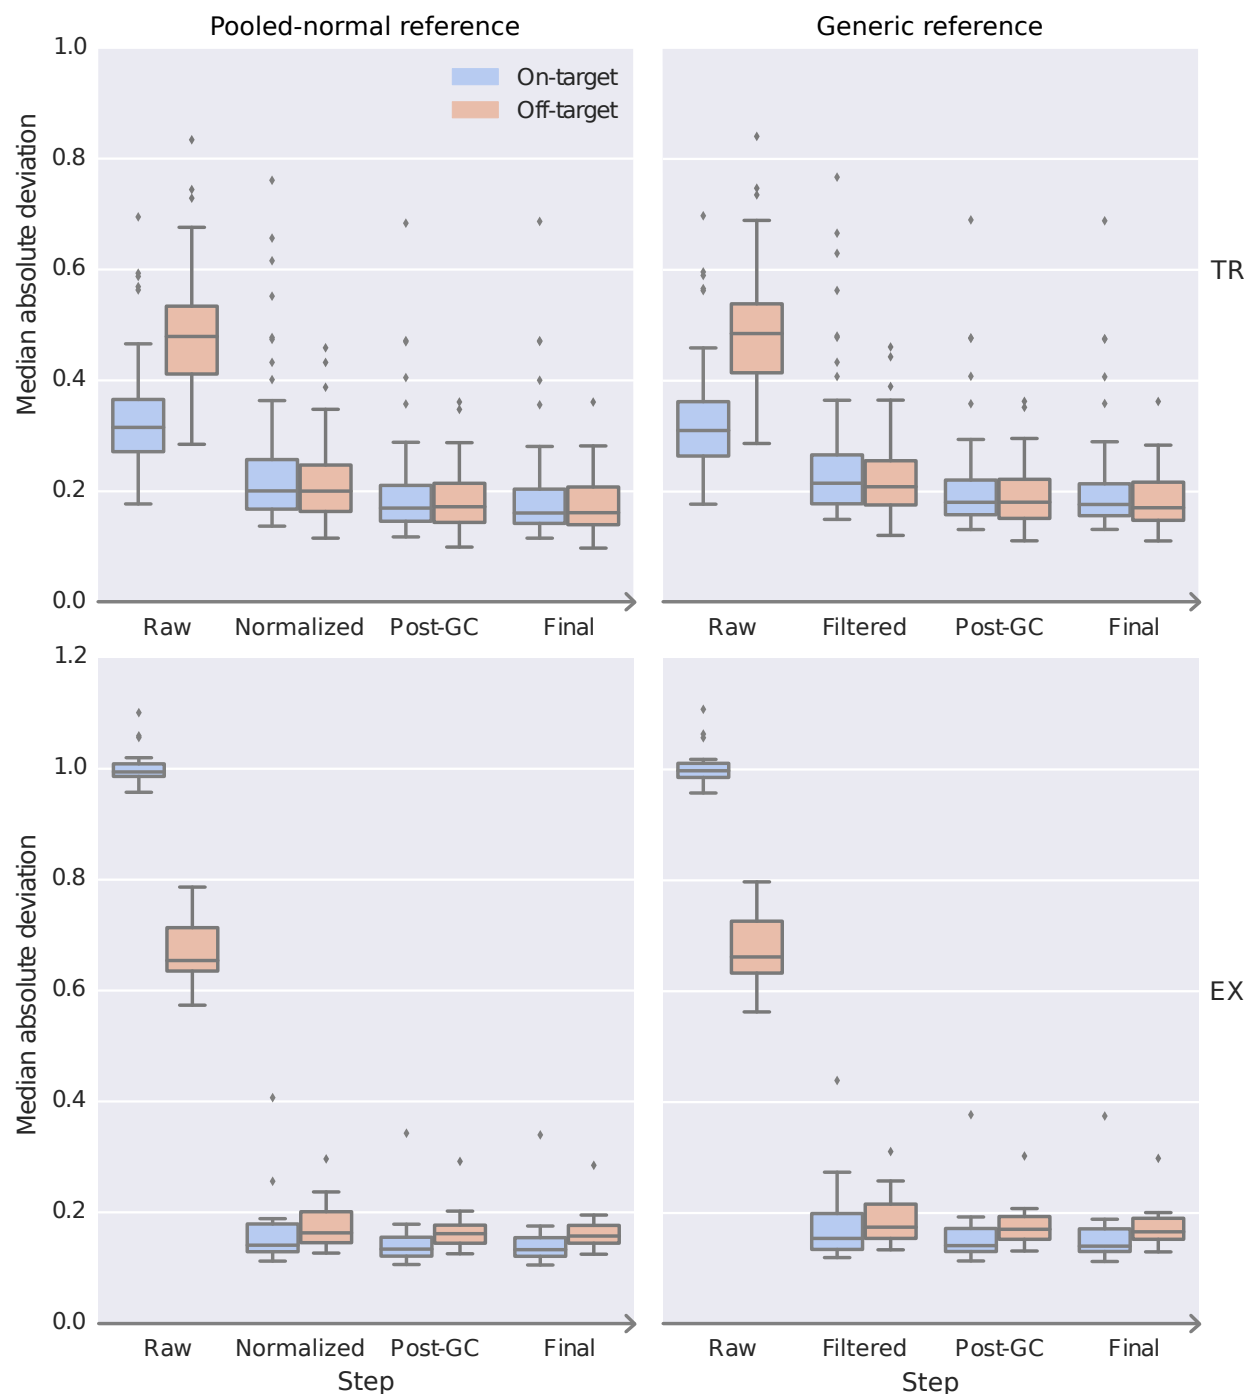 Pooled-normal reference
Generic reference
1.0
0.8
0.6
0.4
0.2
0.0
Median absolute deviation
On-target
Off-target
TR
Raw Normalized Post-GC Final
Raw Filtered Post-GC Final
1.2
1.0
0.8
0.6
0.4
0.2
0.0
Median absolute deviation
EX
Raw Normalized Post-GC Final
Step
Raw Filtered Post-GC Final
Step